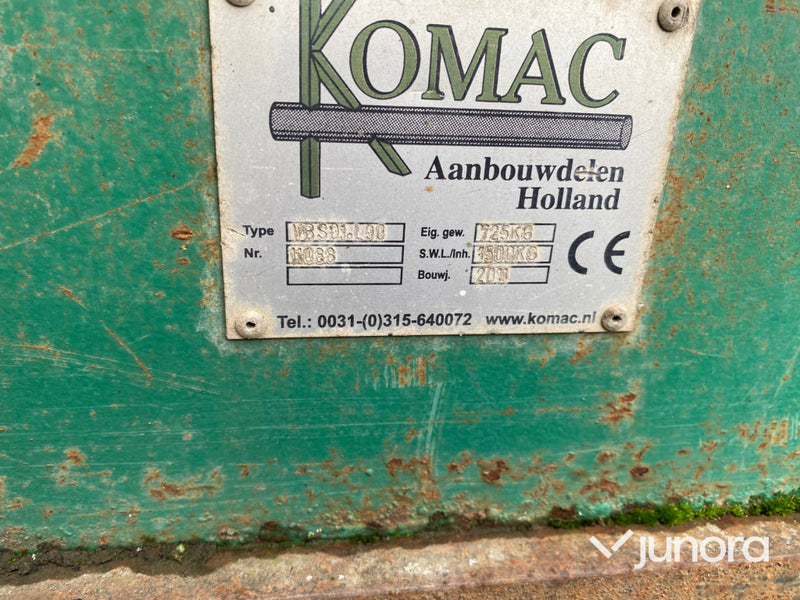 KOMAC
Aanbouwdelen
Holland
Type Eig. gew. 725KG
Nr. S.W.L./Inh. 1500KG
Bouwj.
CE
Tel.: 0031-(0)315-640072 www.komac.nl
junora